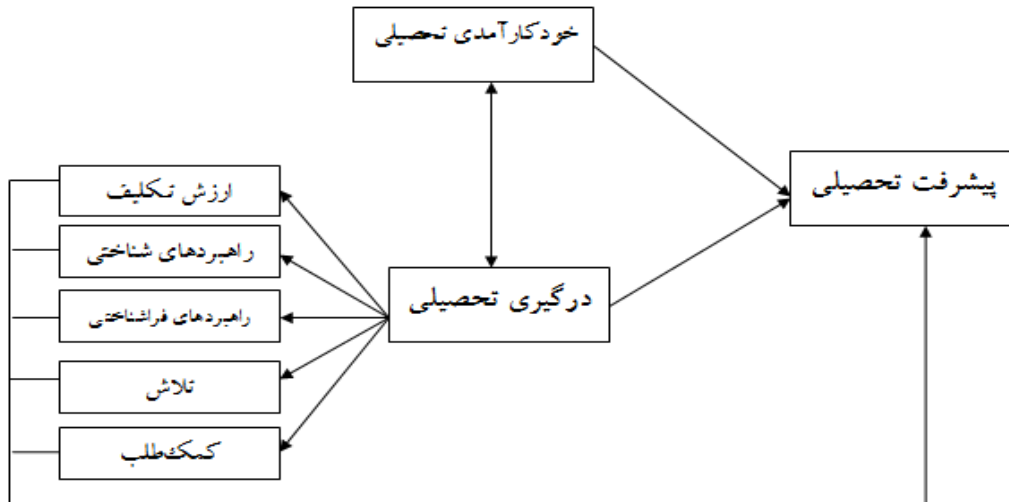 خودکارآمدی تحصیلی
پیشرفت تحصیلی
ارزش تکلیف
راهبردهای شناختی
درگیری تحصیلی
راهبردهای فراشناختی
تلاش
کمک‌طلب